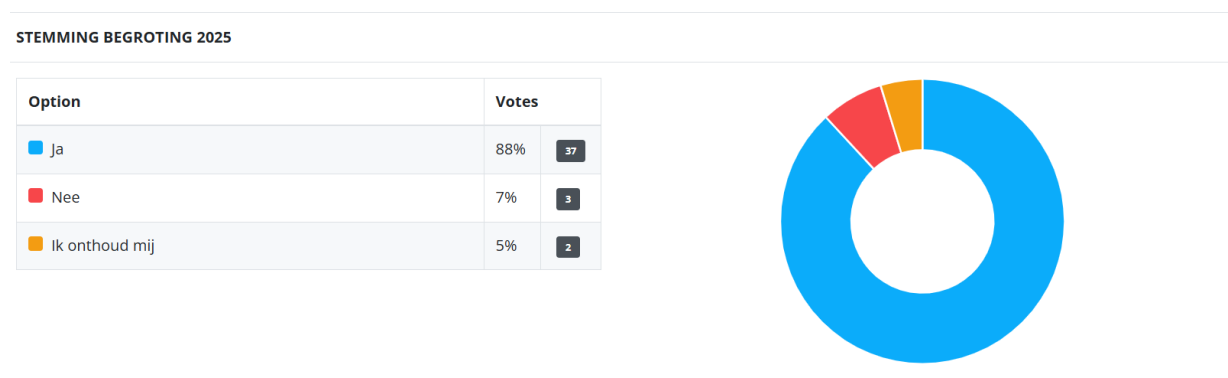 STEMMING BEGROTING 2025
Option Votes
Ja 88% 37
Nee 7% 3
Ik onthoud mij 5% 2